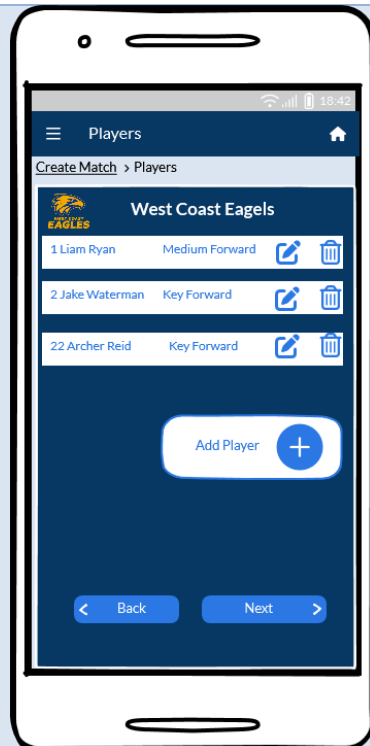 18:42
Players
Create Match > Players
WEST COAST
EAGLES
West Coast Eagels
1 Liam Ryan Medium Forward
2 Jake Waterman Key Forward
22 Archer Reid Key Forward
Add Player
Back
Next